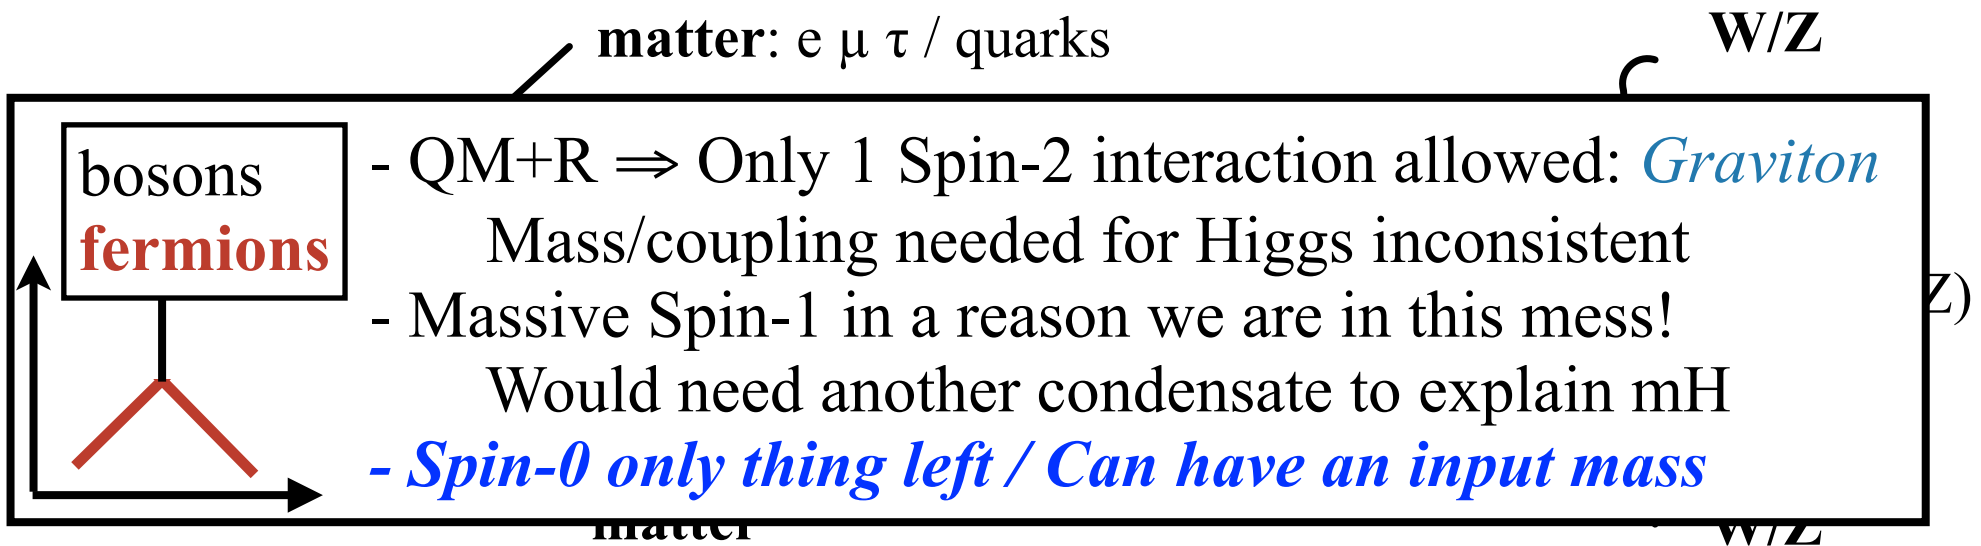 matter: e μ τ / quarks
W/Z
bosons
fermions
- QM+R ⇒ Only 1 Spin-2 interaction allowed: Graviton
Mass/coupling needed for Higgs inconsistent
- Massive Spin-1 in a reason we are in this mess!
Would need another condensate to explain mH
- Spin-0 only thing left / Can have an input mass
Z)
matter
W/Z